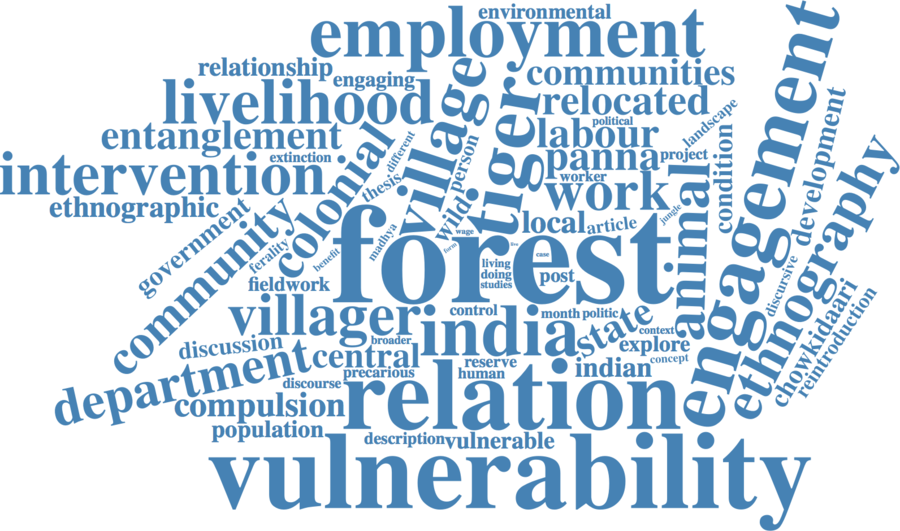 environmental
employment
relationship
engaging
communities
livelihood
village
tiger
relocated
political
landscape
engagement
entanglement
different
person
labour
panna
project
condition
development
extinction
intervention
colonial
thesis
wild
worker
work
animal
ethnography
ethnographic
government
community
ferality
benefit
madhya
form
wage
local
article
jungle
forest
fire
case
living
doing
studies
post
fieldwork
villager
india
control
month
politic
state
context
explore
concept
discursive
chowkidaari
reintroduction
discussion
broader
central
department
precarious
reserve
human
indian
discourse
compulsion
relation
population
description
vulnerable
vulnerability